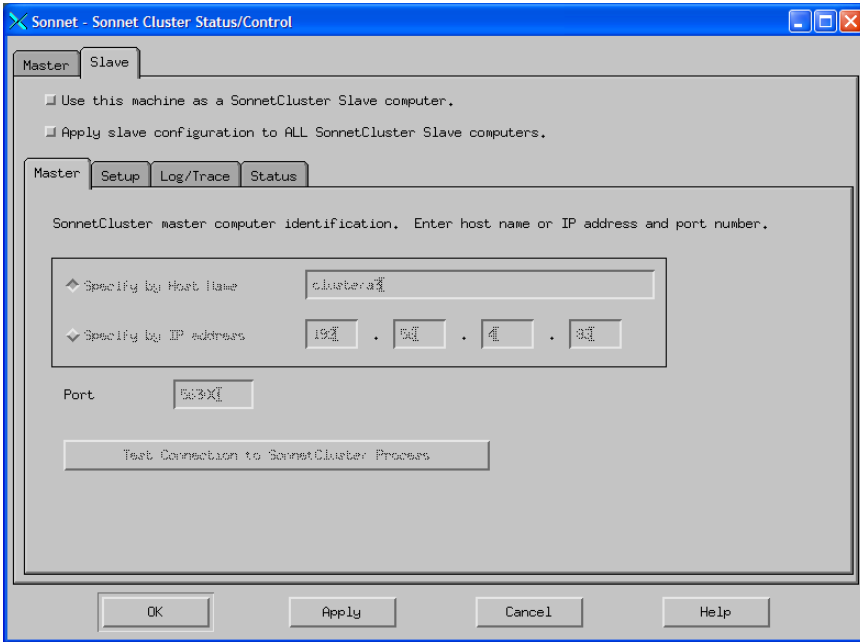 Sonnet - Sonnet Cluster Status/Control
Master Slave
Use this machine as a SonnetCluster Slave computer.
Apply slave configuration to ALL SonnetCluster Slave computers.
Master Setup Log/Trace Status
SonnetCluster master computer identification. Enter host name or IP address and port number.
Specify by Host Name
Specify by IP address . . .
Port
Test Connection to SonnetCluster Process
OK Apply Cancel Help